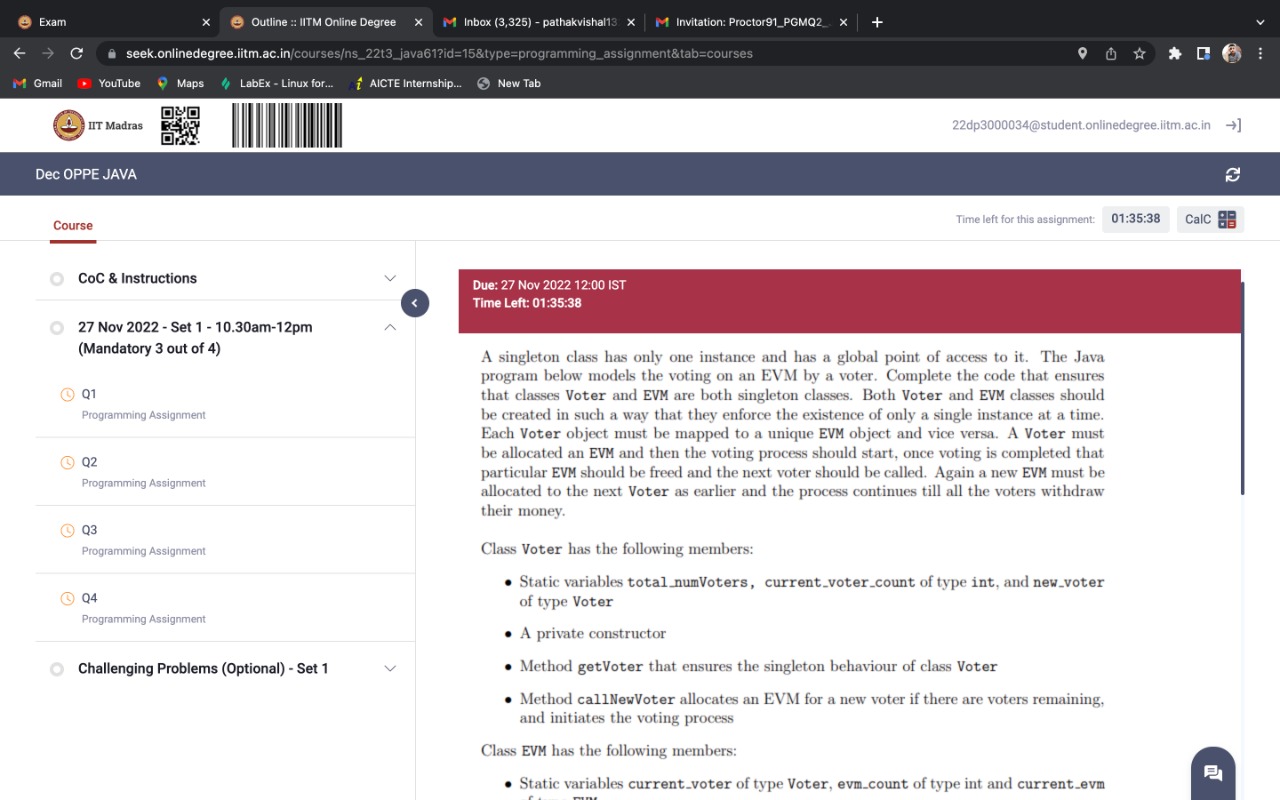 Exam
Outline :: IITM Online Degree
Inbox (3,325) - pathakvishal13
Invitation: Proctor91_PGMQ2_
seek.onlinedegree.iitm.ac.in/courses/ns_22t3_java61?id=15&type=programming_assignment&tab=courses
Gmail
YouTube
Maps
LabEx - Linux for...
AICTE Internship...
New Tab
IIT Madras
22dp3000034@student.onlinedegree.iitm.ac.in
Dec OPPE JAVA
Course
Time left for this assignment: 01:35:38
CalC
CoC & Instructions
27 Nov 2022 - Set 1 - 10.30am-12pm
(Mandatory 3 out of 4)
Q1
Programming Assignment
Q2
Programming Assignment
Q3
Programming Assignment
Q4
Programming Assignment
Challenging Problems (Optional) - Set 1
Due: 27 Nov 2022 12:00 IST
Time Left: 01:35:38
A singleton class has only one instance and has a global point of access to it. The Java
program below models the voting on an EVM by a voter. Complete the code that ensures
that classes Voter and EVM are both singleton classes. Both Voter and EVM classes should
be created in such a way that they enforce the existence of only a single instance at a time.
Each Voter object must be mapped to a unique EVM object and vice versa. A Voter must
be allocated an EVM and then the voting process should start, once voting is completed that
particular EVM should be freed and the next voter should be called. Again a new EVM must be
allocated to the next Voter as earlier and the process continues till all the voters withdraw
their money.
Class Voter has the following members:
• Static variables total_numVoters, current_voter_count of type int, and new_voter
of type Voter
• A private constructor
• Method getVoter that ensures the singleton behaviour of class Voter
• Method callNewVoter allocates an EVM for a new voter if there are voters remaining,
and initiates the voting process
Class EVM has the following members:
• Static variables current_voter of type Voter, evm_count of type int and current_evm
of type EVM